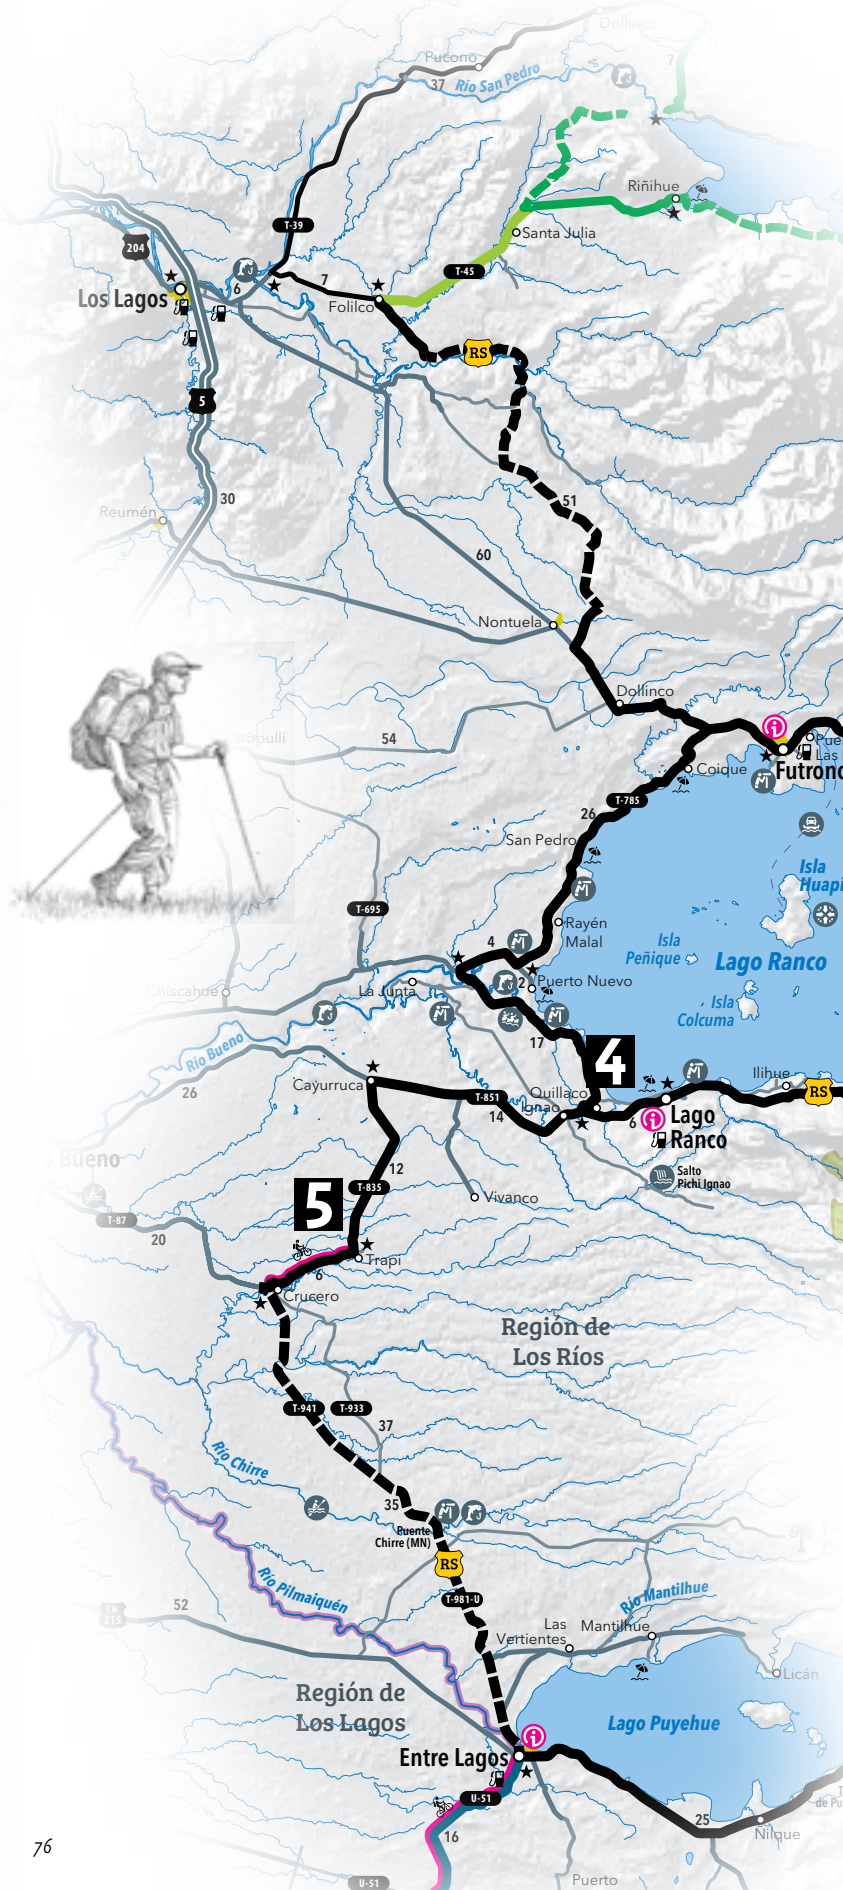 Dollinco
Pucono
7
37
Río San Pedro
Riñihue
T-39
Santa Julia
204
T-45
6
7
Los Lagos
Folilco
RS
5
30
51
Reumén
60
Nontuela
Dollinco
54
Coique
Futrono
T-785
26
San Pedro
Isla
Huapi
T-695
Rayén
Malal
4
Isla
Peñique
Lago Ranco
2
Puerto Nuevo
La Junta
Chiscahue
Isla
Colcuma
17
Río Bueno
4
Ilihue
Cayurruca
26
T-851
Quillaco
Ignao
14
RS
6
Lago
Ranco
12
Salto
Pichi Ignao
5
T-835
Vivanco
T-87
20
Trapi
6
Crucero
Región de
Los Ríos
T-941
T-933
37
Río Chirre
35
Puente
Chirre (MN)
RS
Río Pilmaiquén
T-981-U
Río Mantilhue
CH
215
52
Las
Vertientes
Mantilhue
Licán
Región de
Los Lagos
Lago Puyehue
Entre Lagos
U-51
25
16
Nilque
76
Puerto
U-51